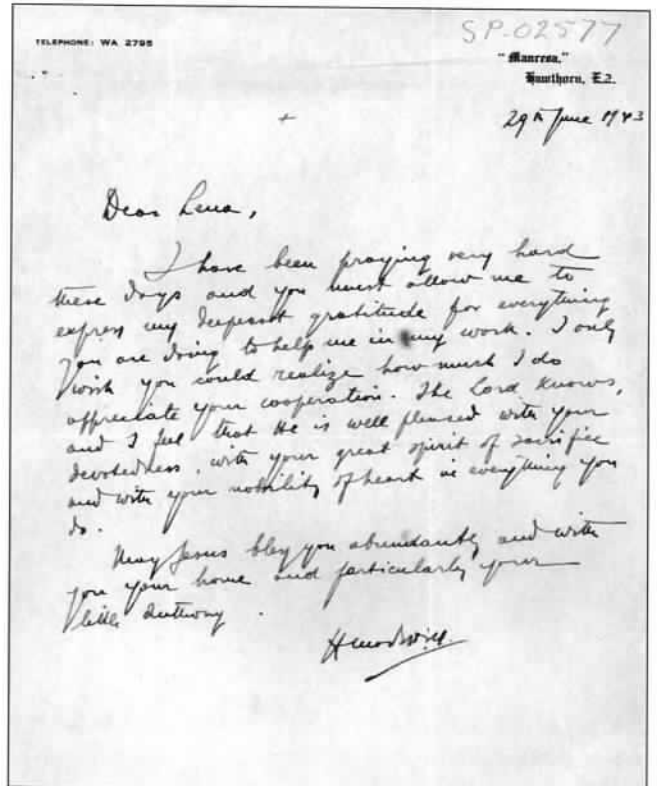 SP-02577
TELEPHONE: WA 2795
"Manresa,"
Hawthorn, E.2.
29th June 1943
Dear Lena,
I have been praying very hard
these days and you must allow me to
express my deepest gratitude for everything
you are doing to help me in my work. I only
wish you could realize how much I do
appreciate your cooperation. The Lord knows,
and I feel that He is well pleased with your
devotedness, with your great spirit of sacrifice
and with your nobility of heart in everything you
do.
May Jesus bless you abundantly and with
you your home and particularly your
little Anthony.